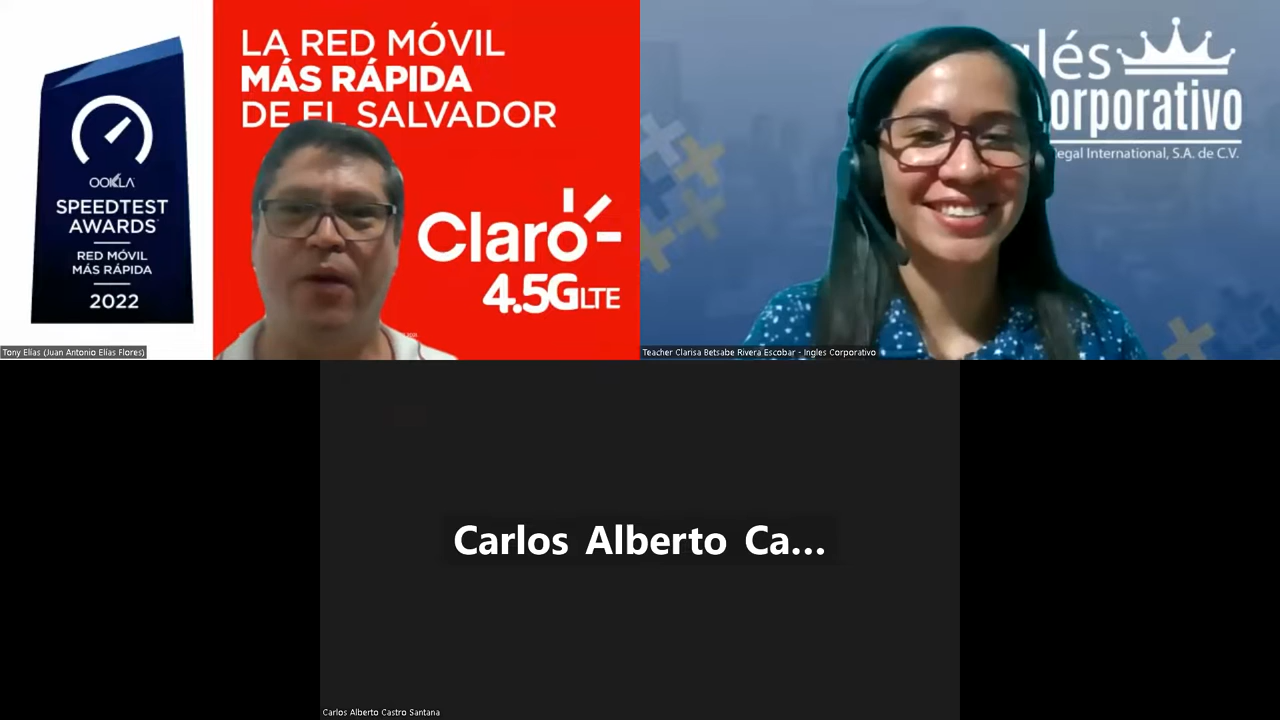 LA RED MÓVIL
MÁS RÁPIDA
DE EL SALVADOR
OOKLA
SPEEDTEST
AWARDS
RED MÓVIL
MÁS RÁPIDA
2022
Claro
4.5G LTE
Tony Elías (Juan Antonio Elias Flores)
glés
orporativo
egal International, S.A. de C.V.
Teacher Clarisa Betsabe Rivera Escobar - Ingles Corporativo
Carlos Alberto Ca...
Carlos Alberto Castro Santana